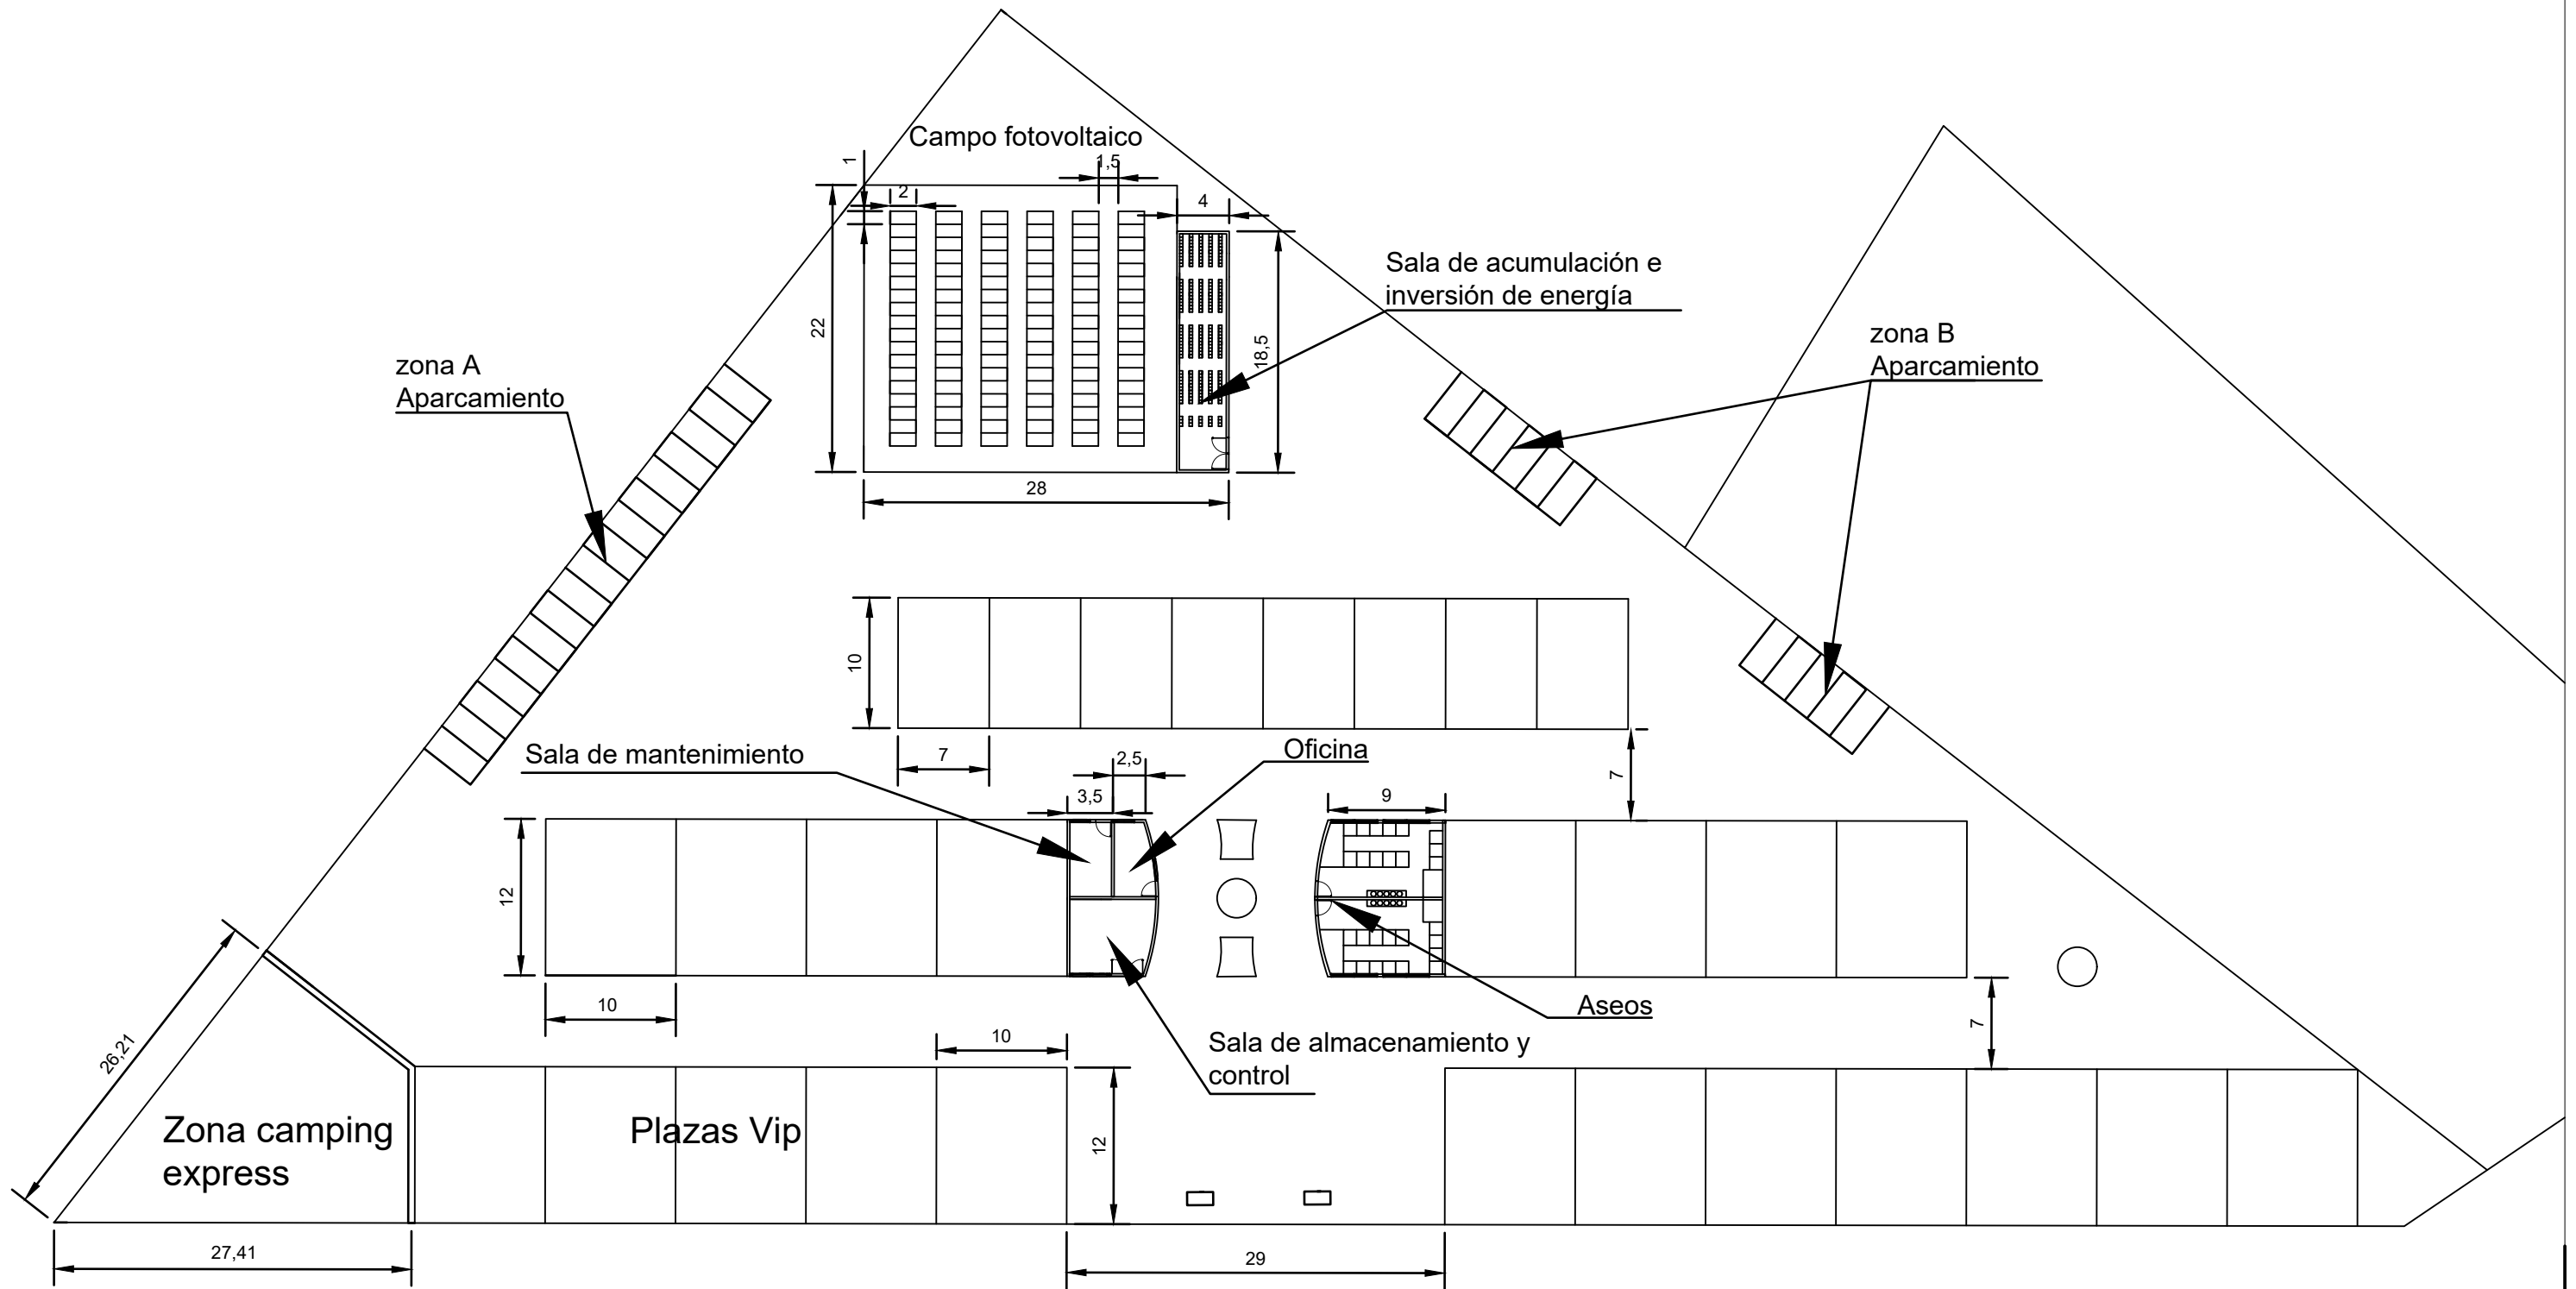 Campo fotovoltaico
1
1,5
2
4
Sala de acumulación e
inversión de energía
22
18,5
zona B
Aparcamiento
zona A
Aparcamiento
28
10
7
Sala de mantenimiento
2,5
Oficina
7
3,5
9
12
10
Aseos
10
Sala de almacenamiento y
control
7
26,21
Zona camping
express
Plazas Vip
12
27,41
29